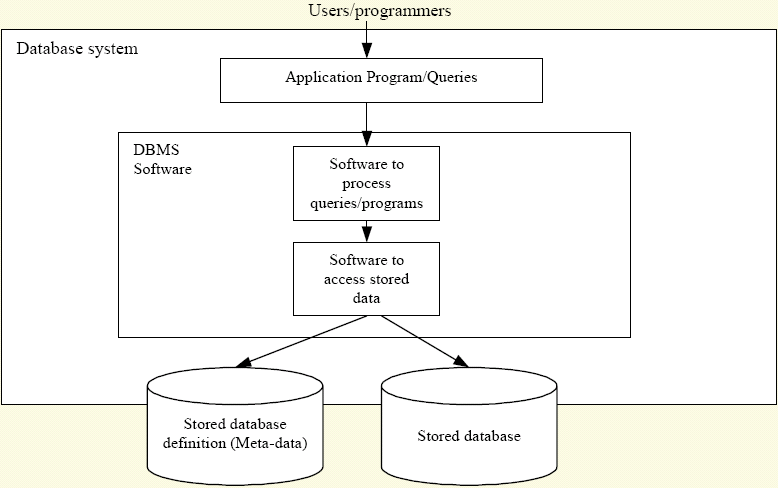 Users/programmers
Database system
Application Program/Queries
DBMS
Software
Software to
process
queries/programs
Software to
access stored
data
Stored database
definition (Meta-data)
Stored database